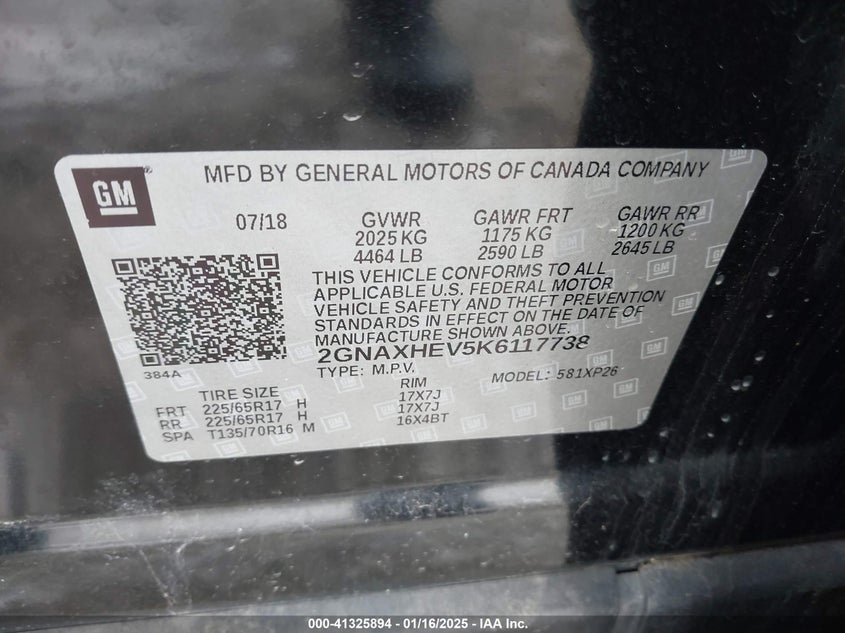 GM®
MFD BY GENERAL MOTORS OF CANADA COMPANY
07/18 GVWR GAWR FRT GAWR RR
2025 KG 1175 KG 1200 KG
4464 LB 2590 LB 2645 LB
THIS VEHICLE CONFORMS TO ALL
APPLICABLE U.S. FEDERAL MOTOR
VEHICLE SAFETY AND THEFT PREVENTION
STANDARDS IN EFFECT ON THE DATE OF
MANUFACTURE SHOWN ABOVE.
2GNAXHEV5K6117738
384A TYPE: M.P.V. MODEL: 581XP26
TIRE SIZE RIM
FRT 225/65R17 H 17X7J
RR 225/65R17 H 17X7J
SPA T135/70R16 M 16X4BT
000-41325894 - 01/16/2025 - IAA Inc.